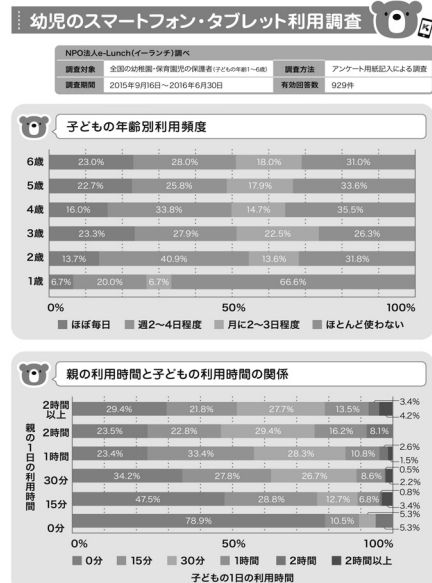 幼児のスマートフォン・タブレット利用調査
NPO法人e-Lunch(イーランチ)調べ
調査対象 全国の幼稚園・保育園児の保護者(子どもの年齢1〜6歳) 調査方法 アンケート用紙記入による調査
調査期間 2015年9月16日〜2016年6月30日 有効回答数 929件
子どもの年齢別利用頻度
6歳 23.0% 28.0% 18.0% 31.0%
5歳 22.7% 25.8% 17.9% 33.6%
4歳 16.0% 33.8% 14.7% 35.5%
3歳 23.3% 27.9% 22.5% 26.3%
2歳 13.7% 40.9% 13.6% 31.8%
1歳 6.7% 20.0% 6.7% 66.6%
0% 50% 100%
ほぼ毎日 週2〜4日程度 月に2〜3日程度 ほとんど使わない
親の利用時間と子どもの利用時間の関係
親の1日の利用時間
2時間以上 29.4% 21.8% 27.7% 13.5% 3.4% 4.2%
2時間 23.5% 22.8% 29.4% 16.2% 8.1%
1時間 23.4% 33.4% 28.3% 10.8% 2.6% 1.5%
30分 34.2% 27.8% 26.7% 8.6% 0.5% 2.2%
15分 47.5% 28.8% 12.7% 6.8% 0.8% 3.4%
0分 78.9% 10.5% 5.3% 5.3%
0% 50% 100%
0分 15分 30分 1時間 2時間 2時間以上
子どもの1日の利用時間